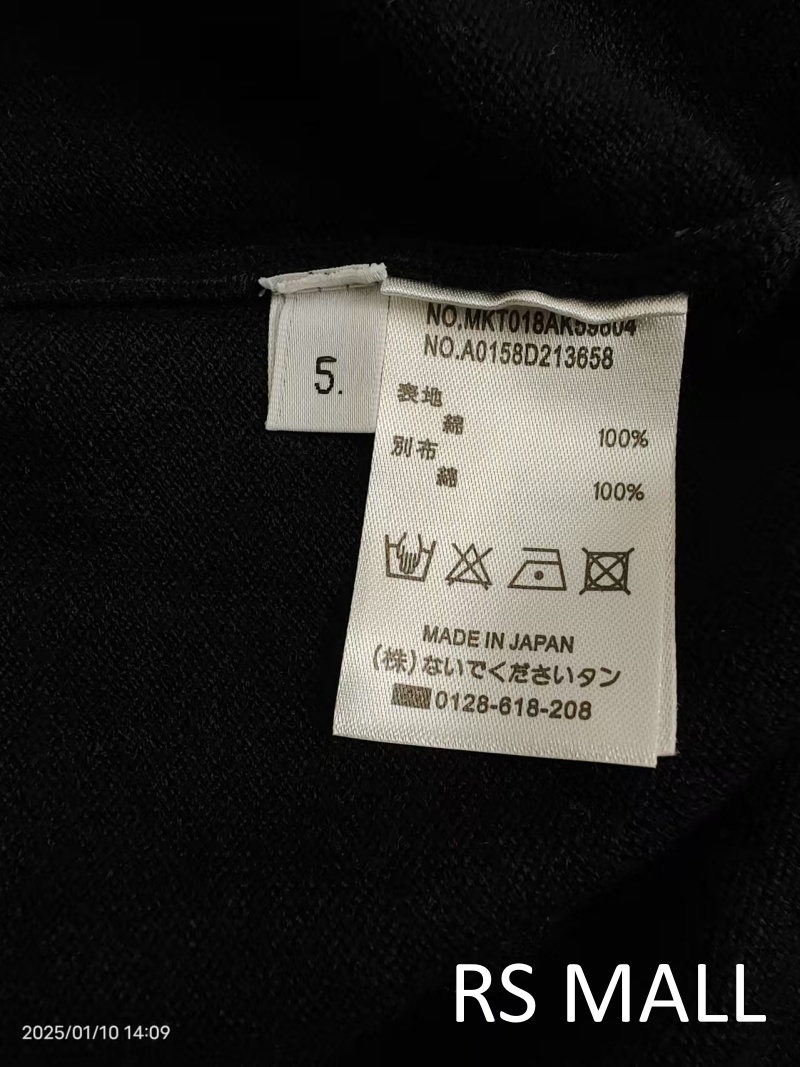 5.
NO.MKT018AK59604
NO.A0158D213658
表地
綿 100%
別布
綿 100%
MADE IN JAPAN
(株)ないでくださいタン
0128-618-208
RS MALL
2025/01/10 14:09